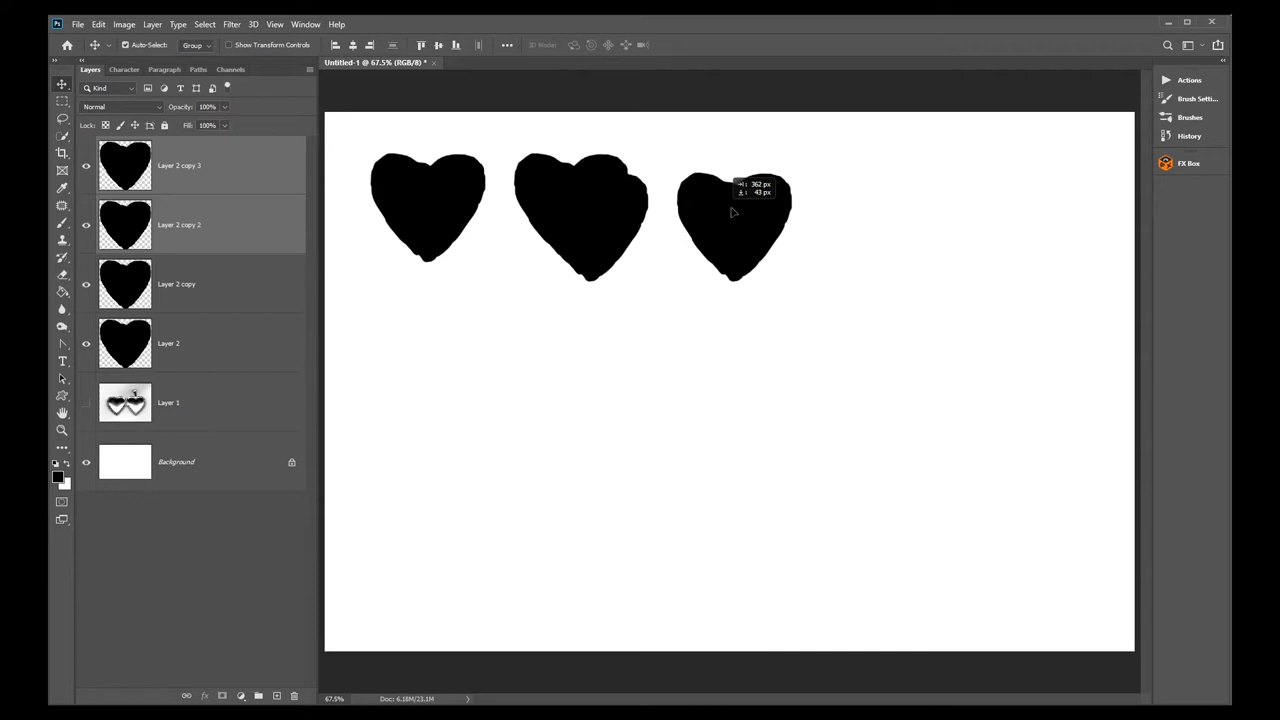 Ps File Edit Image Layer Type Select Filter 3D View Window Help
Auto-Select: Group Show Transform Controls 3D Mode:
Layers Character Paragraph Paths Channels
Untitled-1 @ 67.5% (RGB/8) *
Kind
Normal Opacity: 100%
Lock: Fill: 100%
Layer 2 copy 3
Layer 2 copy 2
Layer 2 copy
Layer 2
Layer 1
Background
362 px
43 px
Actions
Brush Setti...
Brushes
History
FX Box
67.5% Doc: 6.18M/23.1M